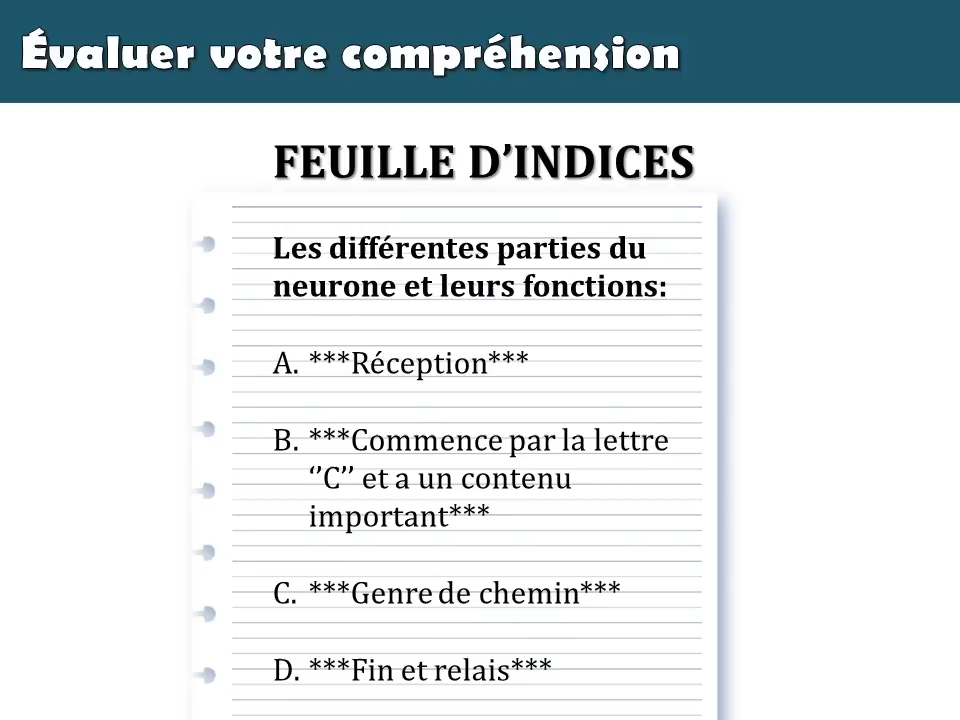 Évaluer votre compréhension
FEUILLE D’INDICES
Les différentes parties du
neurone et leurs fonctions:
A. ***Réception***
B. ***Commence par la lettre
‘’C’’ et a un contenu
important***
C. ***Genre de chemin***
D. ***Fin et relais***